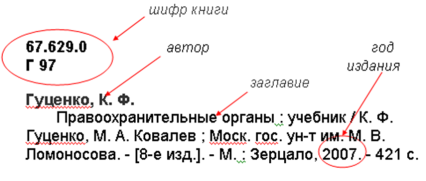 шифр книги
67.629.0
автор
год
Г 97
издания
Гуценко, К. Ф.
заглавие
Правоохранительные органы : учебник / К. Ф.
Гуценко, М. А. Ковалев ; Моск. гос. ун-т им. М. В.
Ломоносова. - [8-е изд.]. - М. : Зерцало, 2007. - 421 с.